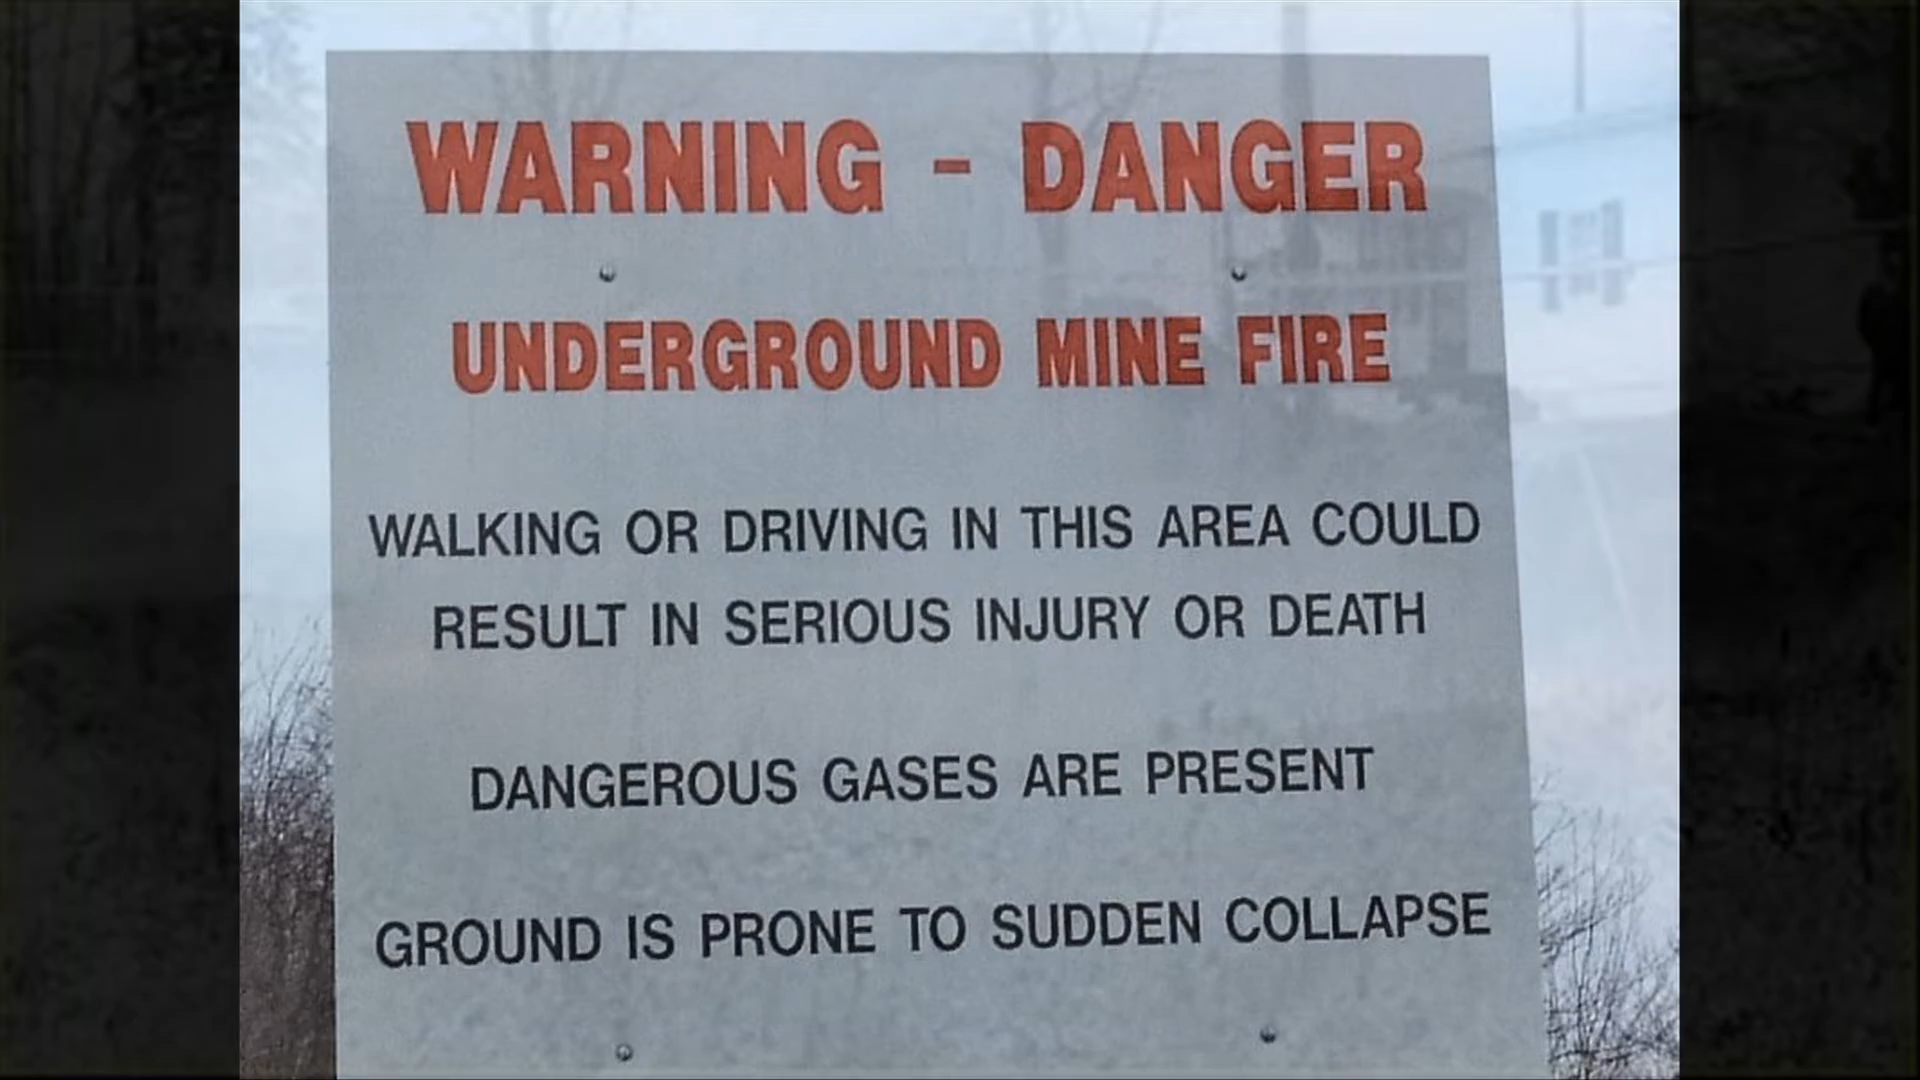 WARNING - DANGER
UNDERGROUND MINE FIRE
WALKING OR DRIVING IN THIS AREA COULD
RESULT IN SERIOUS INJURY OR DEATH
DANGEROUS GASES ARE PRESENT
GROUND IS PRONE TO SUDDEN COLLAPSE